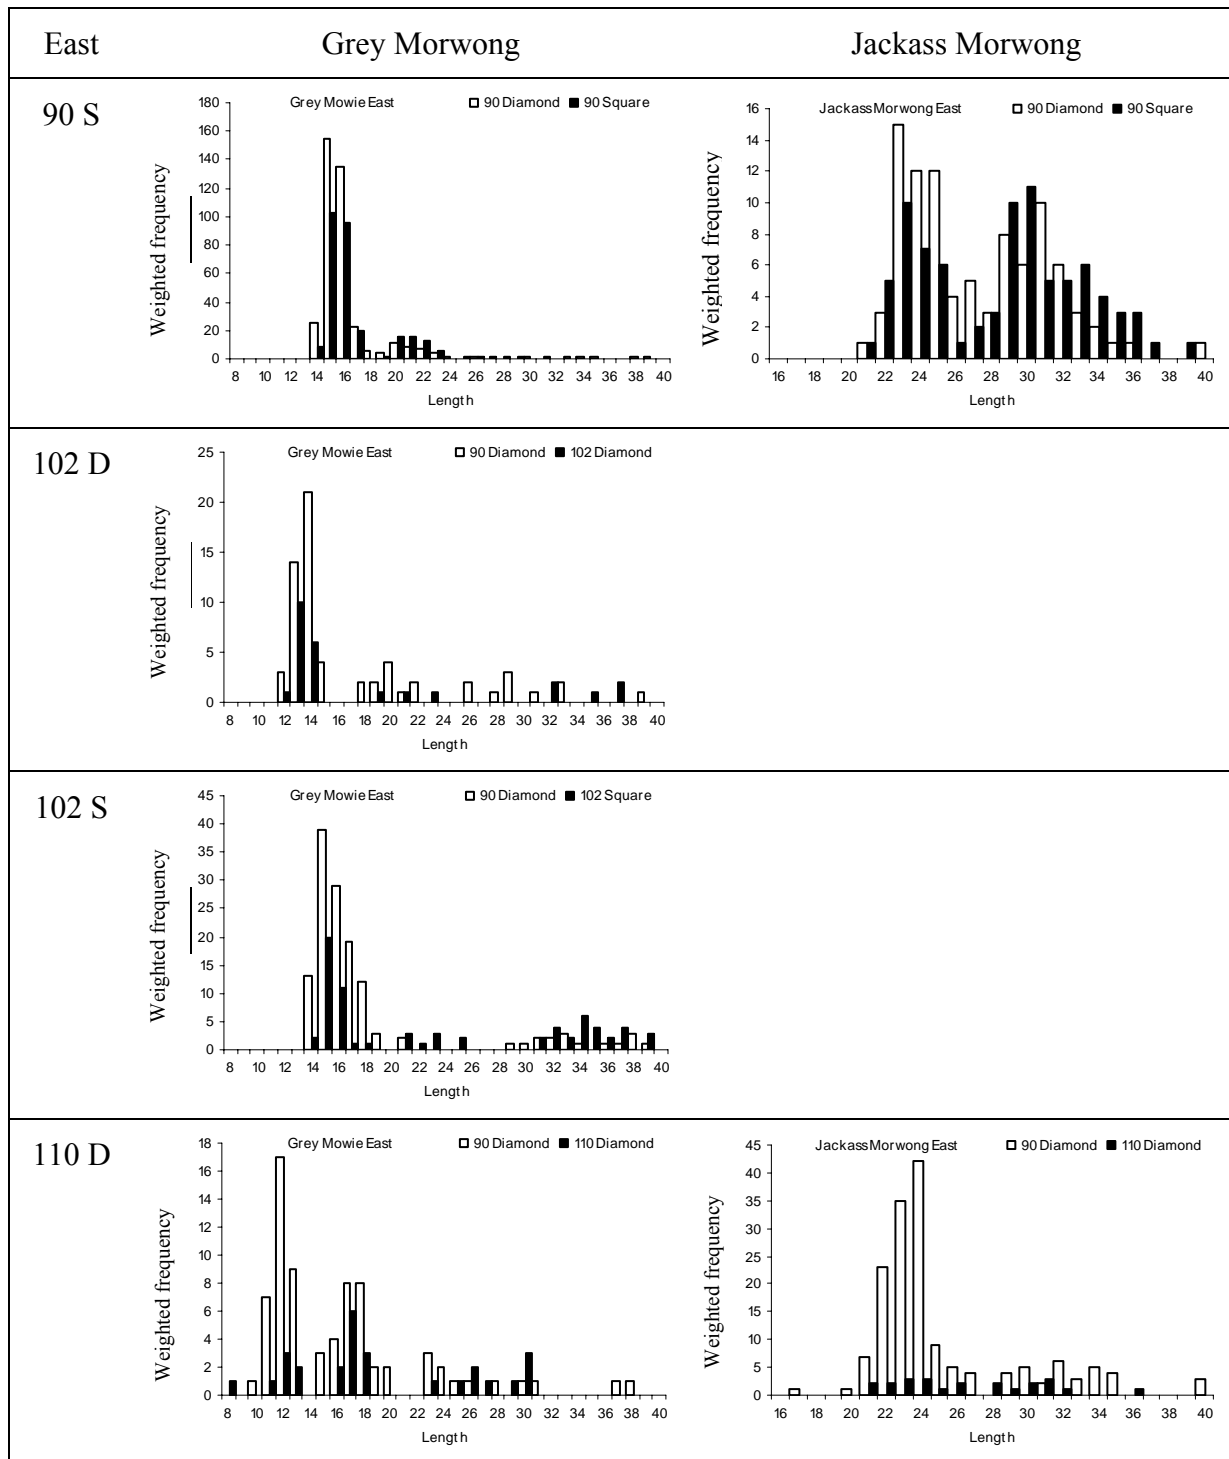 East Grey Morwong Jackass Morwong
90 S
Grey Mowie East 90 Diamond 90 Square
Weighted frequency
180
160
140
120
100
80
60
40
20
0
8 10 12 14 16 18 20 22 24 26 28 30 32 34 36 38 40
Length
JackassMorwong East 90 Diamond 90 Square
Weighted frequency
16
14
12
10
8
6
4
2
0
16 18 20 22 24 26 28 30 32 34 36 38 40
Length
102 D
Grey Mowie East 90 Diamond 102 Diamond
Weighted frequency
25
20
15
10
5
0
8 10 12 14 16 18 20 22 24 26 28 30 32 34 36 38 40
Length
102 S
Grey Mowie East 90 Diamond 102 Square
Weighted frequency
45
40
35
30
25
20
15
10
5
0
8 10 12 14 16 18 20 22 24 26 28 30 32 34 36 38 40
Length
110 D
Grey Mowie East 90 Diamond 110 Diamond
Weighted frequency
18
16
14
12
10
8
6
4
2
0
8 10 12 14 16 18 20 22 24 26 28 30 32 34 36 38 40
Length
JackassMorwong East 90 Diamond 110 Diamond
Weighted frequency
45
40
35
30
25
20
15
10
5
0
16 18 20 22 24 26 28 30 32 34 36 38 40
Length